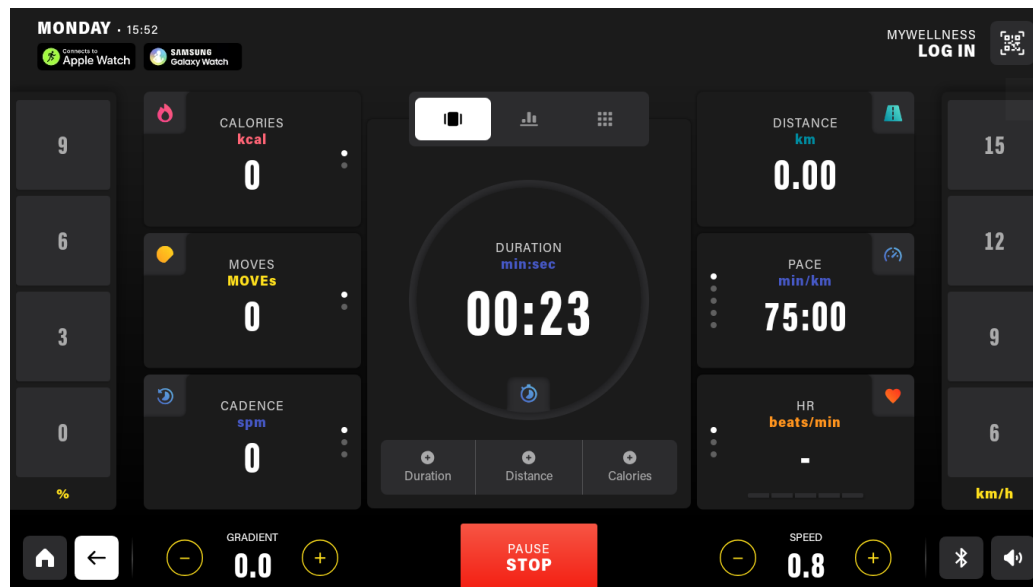 MONDAY • 15:52
Connects to
Apple Watch
SAMSUNG
Galaxy Watch
MYWELLNESS
LOG IN
9
6
3
0
%
CALORIES
kcal
0
MOVES
MOVEs
0
CADENCE
spm
0
DURATION
min:sec
00:23
Duration
Distance
Calories
DISTANCE
km
0.00
PACE
min/km
75:00
HR
beats/min
-
15
12
9
6
km/h
GRADIENT
0.0
PAUSE
STOP
SPEED
0.8